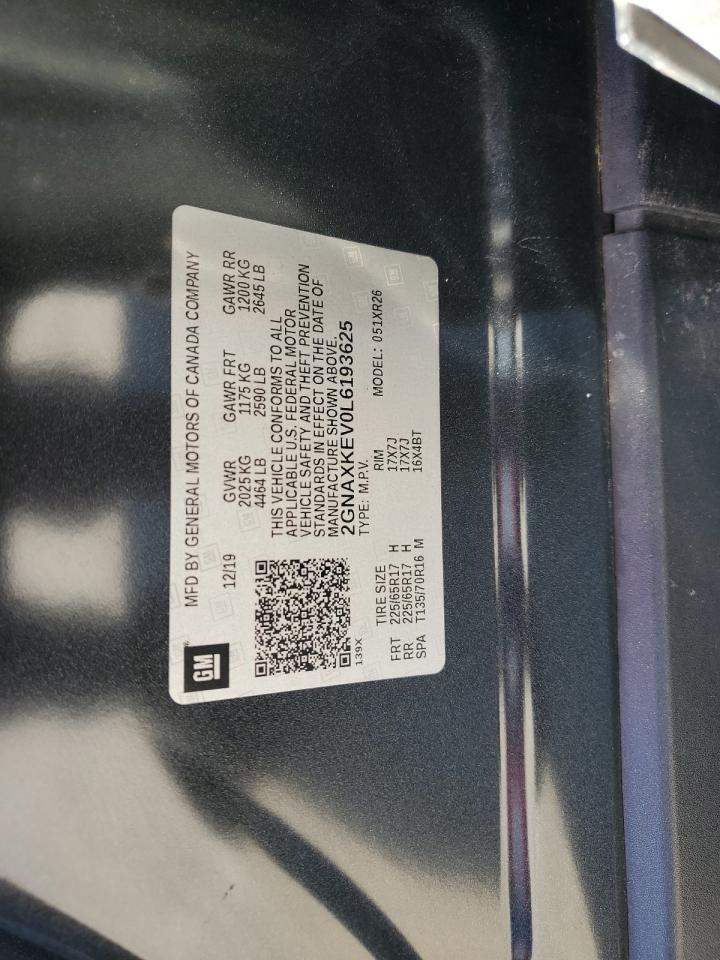 GM
MFD BY GENERAL MOTORS OF CANADA COMPANY
12/19 GVWR GAWR FRT GAWR RR
2025 KG 1175 KG 1200 KG
4464 LB 2590 LB 2645 LB
THIS VEHICLE CONFORMS TO ALL
APPLICABLE U.S. FEDERAL MOTOR
VEHICLE SAFETY AND THEFT PREVENTION
STANDARDS IN EFFECT ON THE DATE OF
MANUFACTURE SHOWN ABOVE.
2GNAXKEV0L6193625
139X TYPE: M.P.V. MODEL: 051XR26
TIRE SIZE RIM
FRT 225/65R17 H 17X7J
RR 225/65R17 H 17X7J
SPA T135/70R16 M 16X4BT